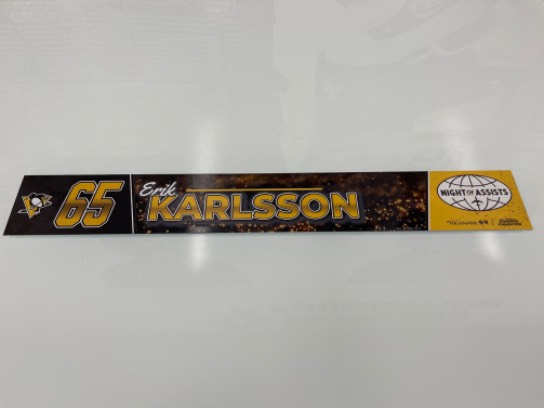 65
Erik
KARLSSON
NIGHT OF ASSISTS